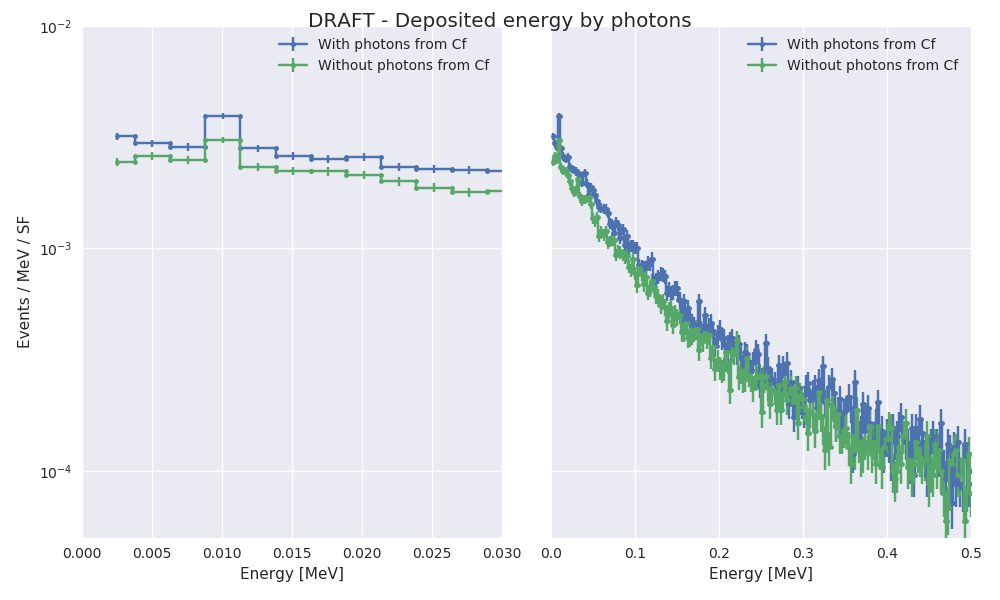 DRAFT - Deposited energy by photons
With photons from Cf
Without photons from Cf
With photons from Cf
Without photons from Cf
Events / MeV / SF
10⁻²
10⁻³
10⁻⁴
0.000 0.005 0.010 0.015 0.020 0.025 0.030
0.0 0.1 0.2 0.3 0.4 0.5
Energy [MeV]
Energy [MeV]